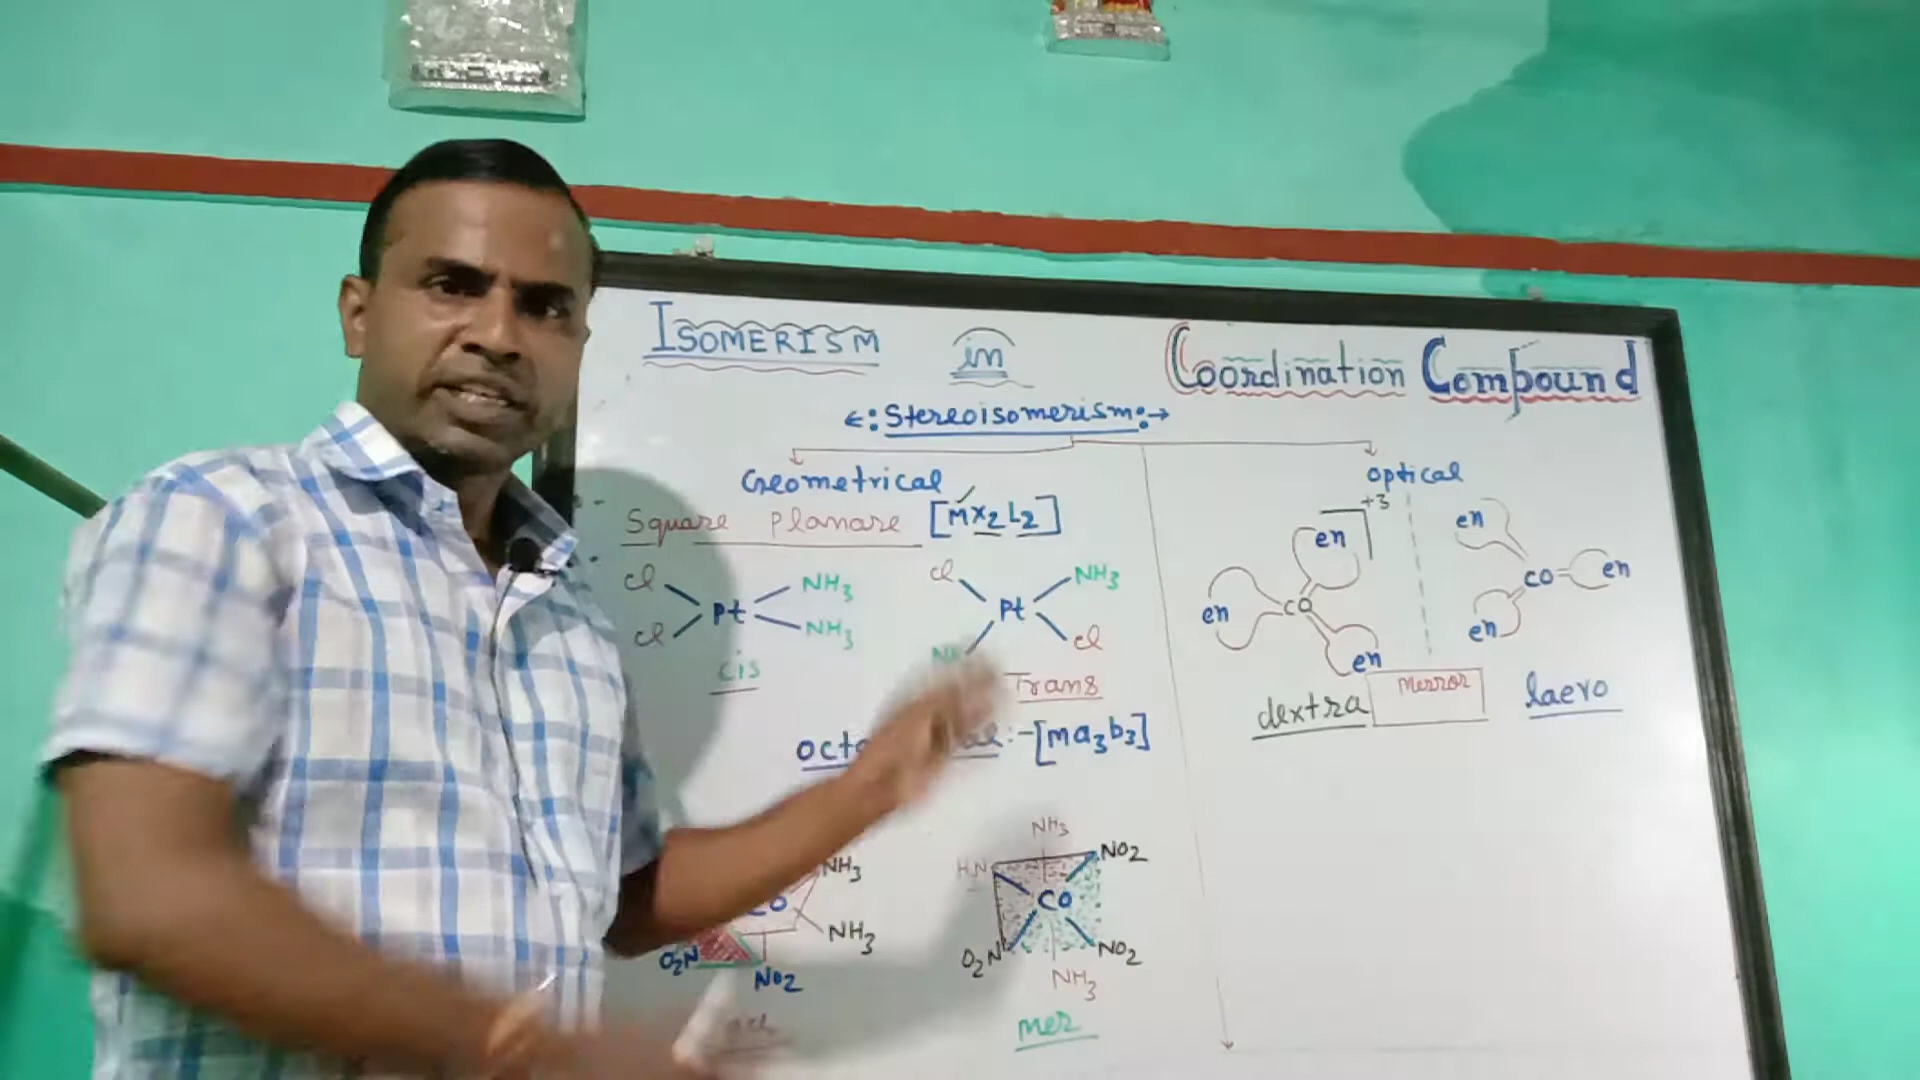 ISOMERISM in Coordination Compound
←:Stereoisomerism:→
Geometrical
optical
Square Planare [Mx2L2]
Cl Pt NH3
Cl NH3
cis
Cl Pt NH3
Cl
Trans
[ma3b3]
NH3
CO
NH3
O2N
NO2
NH3
H3N NO2
CO
O2N NO2
NH3
mer
+3
en
en CO
en
dextra
Merror
en
CO en
en
laevo